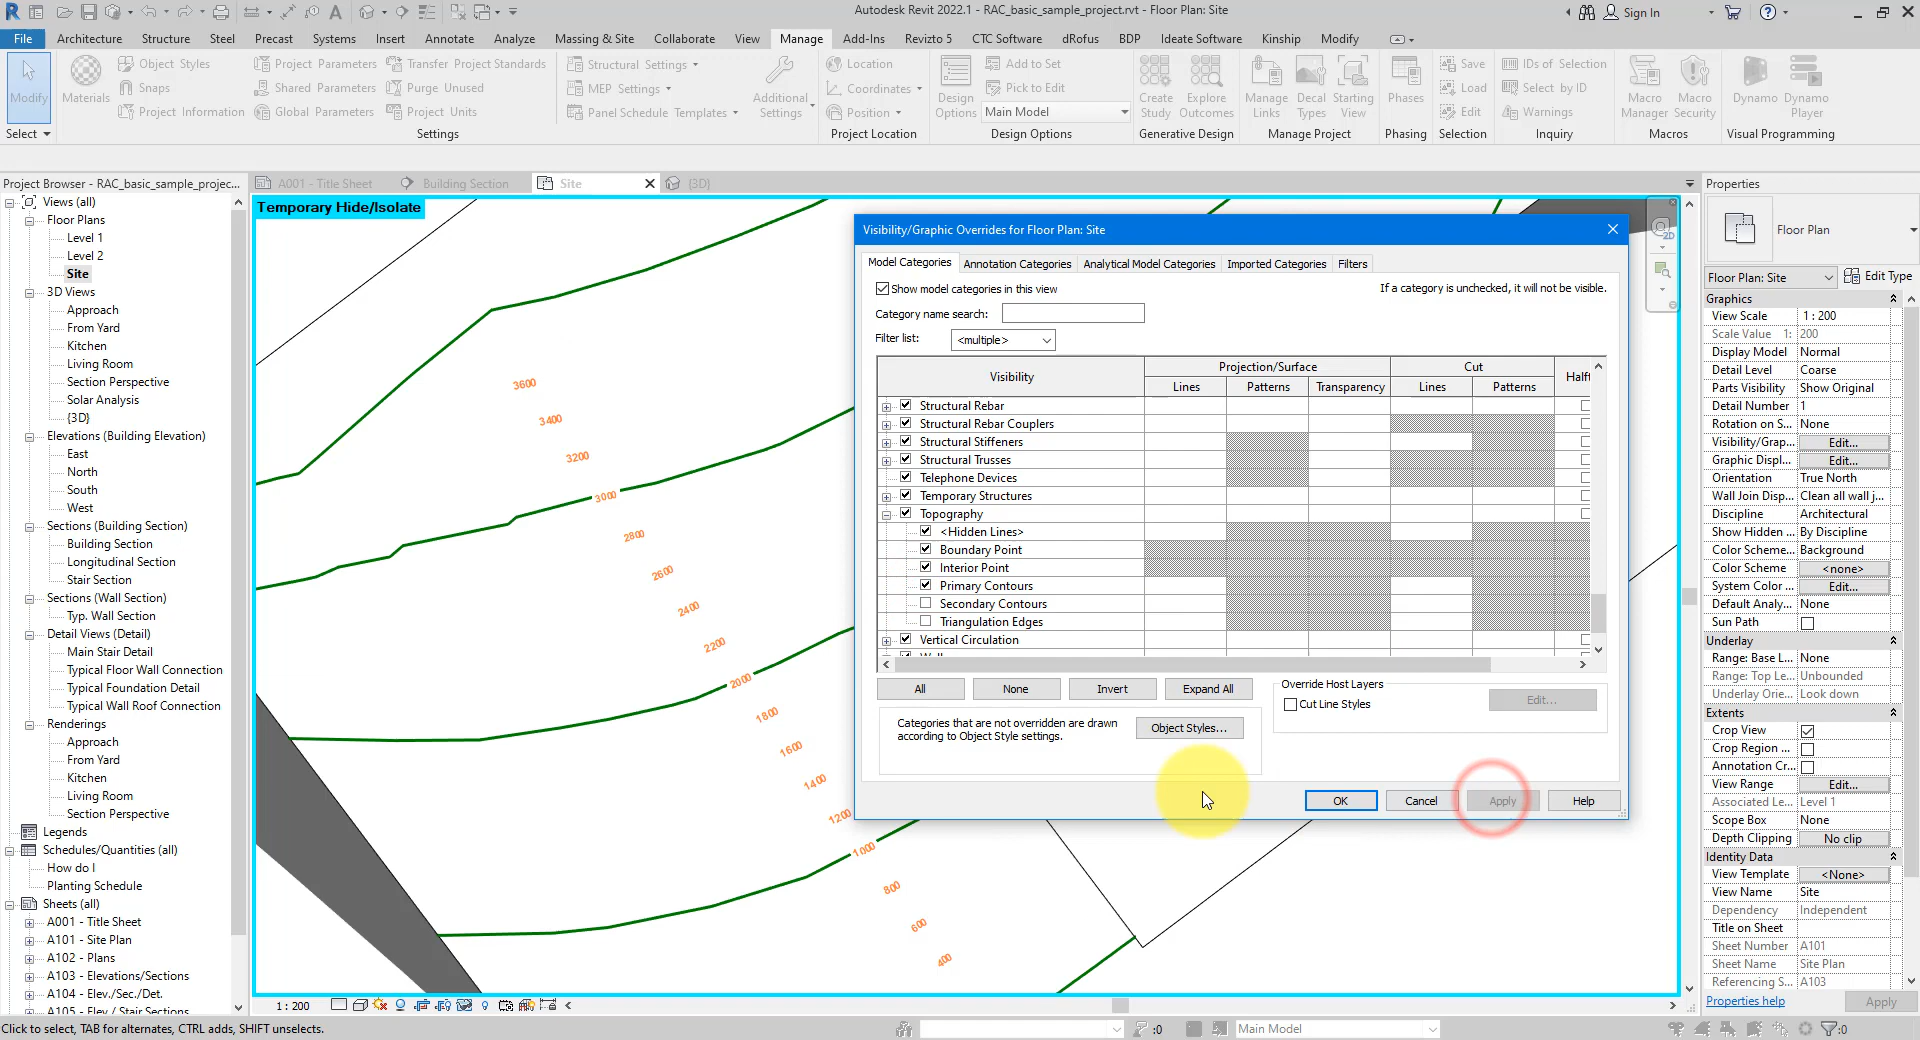 Autodesk Revit 2022.1 - RAC_basic_sample_project.rvt - Floor Plan: Site
Sign In
File Architecture Structure Steel Precast Systems Insert Annotate Analyze Massing & Site Collaborate View Manage Add-Ins Revizto 5 CTC Software dRofus BDP Ideate Software Kinship Modify
Modify
Materials
Object Styles
Snaps
Project Information
Project Parameters
Shared Parameters
Global Parameters
Transfer Project Standards
Purge Unused
Project Units
Structural Settings
MEP Settings
Panel Schedule Templates
Additional Settings
Location
Coordinates
Position
Design Options
Add to Set
Pick to Edit
Main Model
Create Study
Explore Outcomes
Manage Links
Decal Types
Starting View
Phases
Save
Load
Edit
IDs of Selection
Select by ID
Warnings
Macro Manager
Macro Security
Dynamo
Dynamo Player
Select Settings Project Location Design Options Generative Design Manage Project Phasing Selection Inquiry Macros Visual Programming
Project Browser - RAC_basic_sample_projec...
Views (all)
Floor Plans
Level 1
Level 2
Site
3D Views
Approach
From Yard
Kitchen
Living Room
Section Perspective
Solar Analysis
{3D}
Elevations (Building Elevation)
East
North
South
West
Sections (Building Section)
Building Section
Longitudinal Section
Stair Section
Sections (Wall Section)
Typ. Wall Section
Detail Views (Detail)
Main Stair Detail
Typical Floor Wall Connection
Typical Foundation Detail
Typical Wall Roof Connection
Renderings
Approach
From Yard
Kitchen
Living Room
Section Perspective
Legends
Schedules/Quantities (all)
How do I
Planting Schedule
Sheets (all)
A001 - Title Sheet
A101 - Site Plan
A102 - Plans
A103 - Elevations/Sections
A104 - Elev./Sec./Det.
A105 - Elev./ Stair Sections
A001 - Title Sheet
Building Section
Site
{3D}
Temporary Hide/Isolate
3600
3400
3200
3000
2800
2600
2400
2200
2000
1800
1600
1400
1200
1000
800
600
400
2D
Visibility/Graphic Overrides for Floor Plan: Site
Model Categories Annotation Categories Analytical Model Categories Imported Categories Filters
Show model categories in this view
If a category is unchecked, it will not be visible.
Category name search:
Filter list: <multiple>
Visibility Projection/Surface Cut Halft
Lines Patterns Transparency Lines Patterns
Structural Rebar
Structural Rebar Couplers
Structural Stiffeners
Structural Trusses
Telephone Devices
Temporary Structures
Topography
<Hidden Lines>
Boundary Point
Interior Point
Primary Contours
Secondary Contours
Triangulation Edges
Vertical Circulation
All None Invert Expand All
Override Host Layers
Cut Line Styles
Edit...
Categories that are not overridden are drawn
according to Object Style settings.
Object Styles...
OK Cancel Apply Help
Properties
Floor Plan
Floor Plan: Site Edit Type
Graphics
View Scale 1 : 200
Scale Value 1: 200
Display Model Normal
Detail Level Coarse
Parts Visibility Show Original
Detail Number 1
Rotation on S... None
Visibility/Grap... Edit...
Graphic Displ... Edit...
Orientation True North
Wall Join Disp... Clean all wall j...
Discipline Architectural
Show Hidden ... By Discipline
Color Scheme... Background
Color Scheme <none>
System Color ... Edit...
Default Analy... None
Sun Path
Underlay
Range: Base L... None
Range: Top Le... Unbounded
Underlay Orie... Look down
Extents
Crop View
Crop Region ...
Annotation Cr...
View Range Edit...
Associated Le... Level 1
Scope Box None
Depth Clipping No clip
Identity Data
View Template <None>
View Name Site
Dependency Independent
Title on Sheet
Sheet Number A101
Sheet Name Site Plan
Referencing S... A103
Properties help Apply
1 : 200
Click to select, TAB for alternates, CTRL adds, SHIFT unselects.
:0
Main Model
:0